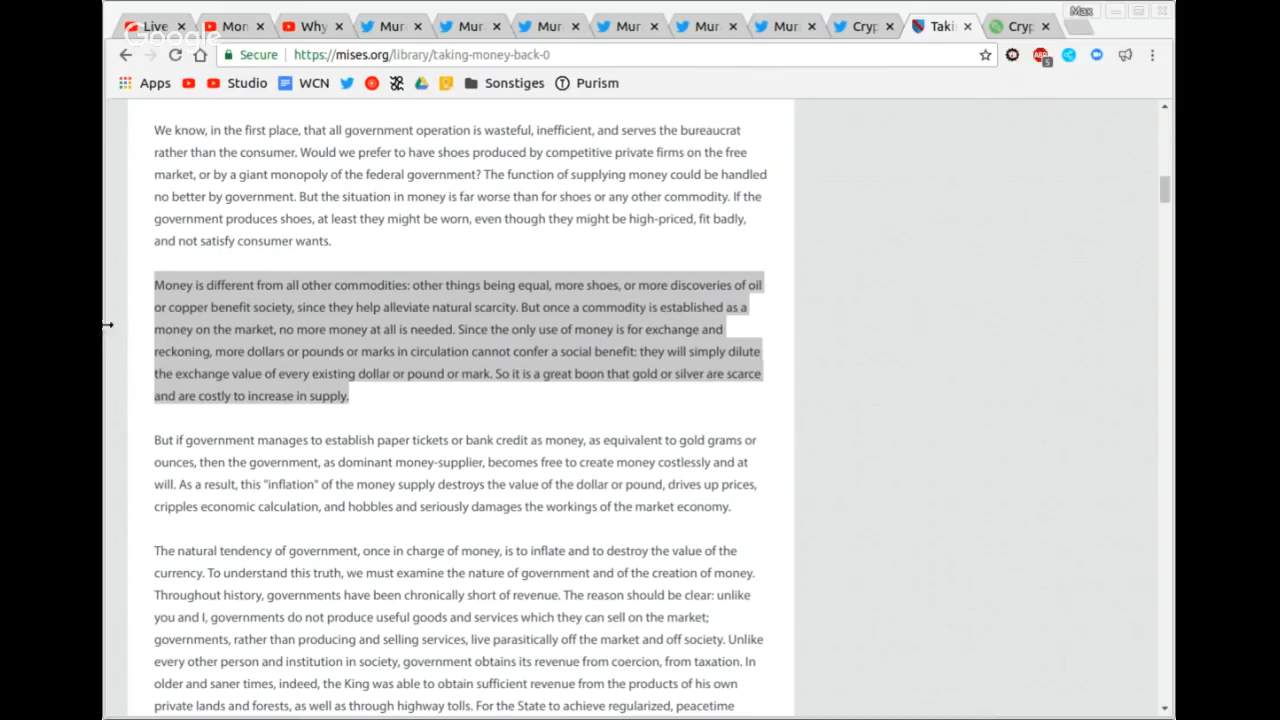 Max
Live
Mon
Why
Mur
Mur
Mur
Mur
Mur
Mur
Cryp
Takin
Cryp
Google
Secure
https://mises.org/library/taking-money-back-0
5
Apps
Studio
WCN
Sonstiges
Purism
We know, in the first place, that all government operation is wasteful, inefficient, and serves the bureaucrat
rather than the consumer. Would we prefer to have shoes produced by competitive private firms on the free
market, or by a giant monopoly of the federal government? The function of supplying money could be handled
no better by government. But the situation in money is far worse than for shoes or any other commodity. If the
government produces shoes, at least they might be worn, even though they might be high-priced, fit badly,
and not satisfy consumer wants.
Money is different from all other commodities: other things being equal, more shoes, or more discoveries of oil
or copper benefit society, since they help alleviate natural scarcity. But once a commodity is established as a
money on the market, no more money at all is needed. Since the only use of money is for exchange and
reckoning, more dollars or pounds or marks in circulation cannot confer a social benefit: they will simply dilute
the exchange value of every existing dollar or pound or mark. So it is a great boon that gold or silver are scarce
and are costly to increase in supply.
But if government manages to establish paper tickets or bank credit as money, as equivalent to gold grams or
ounces, then the government, as dominant money-supplier, becomes free to create money costlessly and at
will. As a result, this "inflation" of the money supply destroys the value of the dollar or pound, drives up prices,
cripples economic calculation, and hobbles and seriously damages the workings of the market economy.
The natural tendency of government, once in charge of money, is to inflate and to destroy the value of the
currency. To understand this truth, we must examine the nature of government and of the creation of money.
Throughout history, governments have been chronically short of revenue. The reason should be clear: unlike
you and I, governments do not produce useful goods and services which they can sell on the market;
governments, rather than producing and selling services, live parasitically off the market and off society. Unlike
every other person and institution in society, government obtains its revenue from coercion, from taxation. In
older and saner times, indeed, the King was able to obtain sufficient revenue from the products of his own
private lands and forests, as well as through highway tolls. For the State to achieve regularized, peacetime